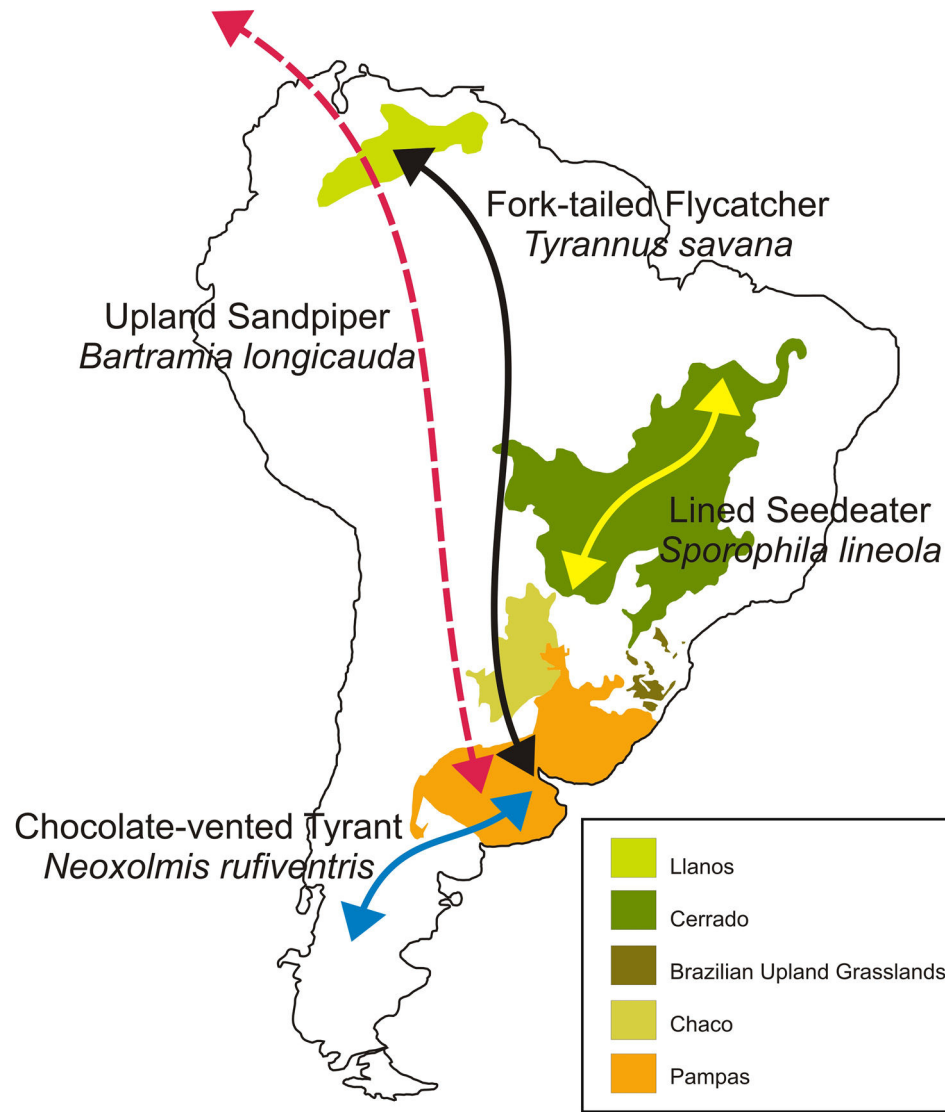 Fork-tailed Flycatcher
Tyrannus savana
Upland Sandpiper
Bartramia longicauda
Lined Seedeater
Sporophila lineola
Chocolate-vented Tyrant
Neoxolmis rufiventris
Llanos
Cerrado
Brazilian Upland Grasslands
Chaco
Pampas